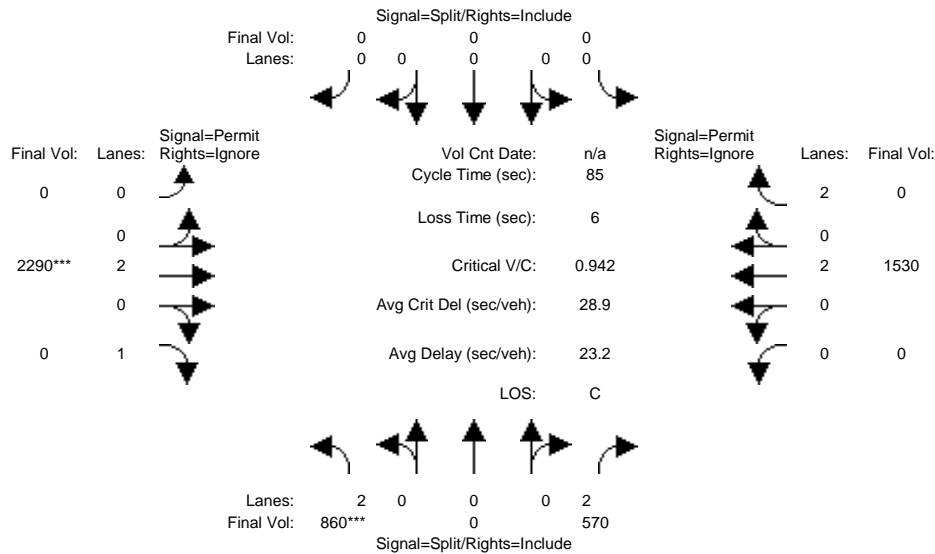 Signal=Split/Rights=Include
Final Vol: 0 0 0
Lanes: 0 0 0 0 0
Signal=Permit
Final Vol: Lanes: Rights=Ignore
Vol Cnt Date: n/a
Signal=Permit
Rights=Ignore Lanes: Final Vol:
0 0
Cycle Time (sec): 85
2 0
0
Loss Time (sec): 6
0
2290*** 2
Critical V/C: 0.942
2 1530
0
Avg Crit Del (sec/veh): 28.9
0
0 1
Avg Delay (sec/veh): 23.2
0 0
LOS: C
Lanes: 2 0 0 0 2
Final Vol: 860*** 0 570
Signal=Split/Rights=Include